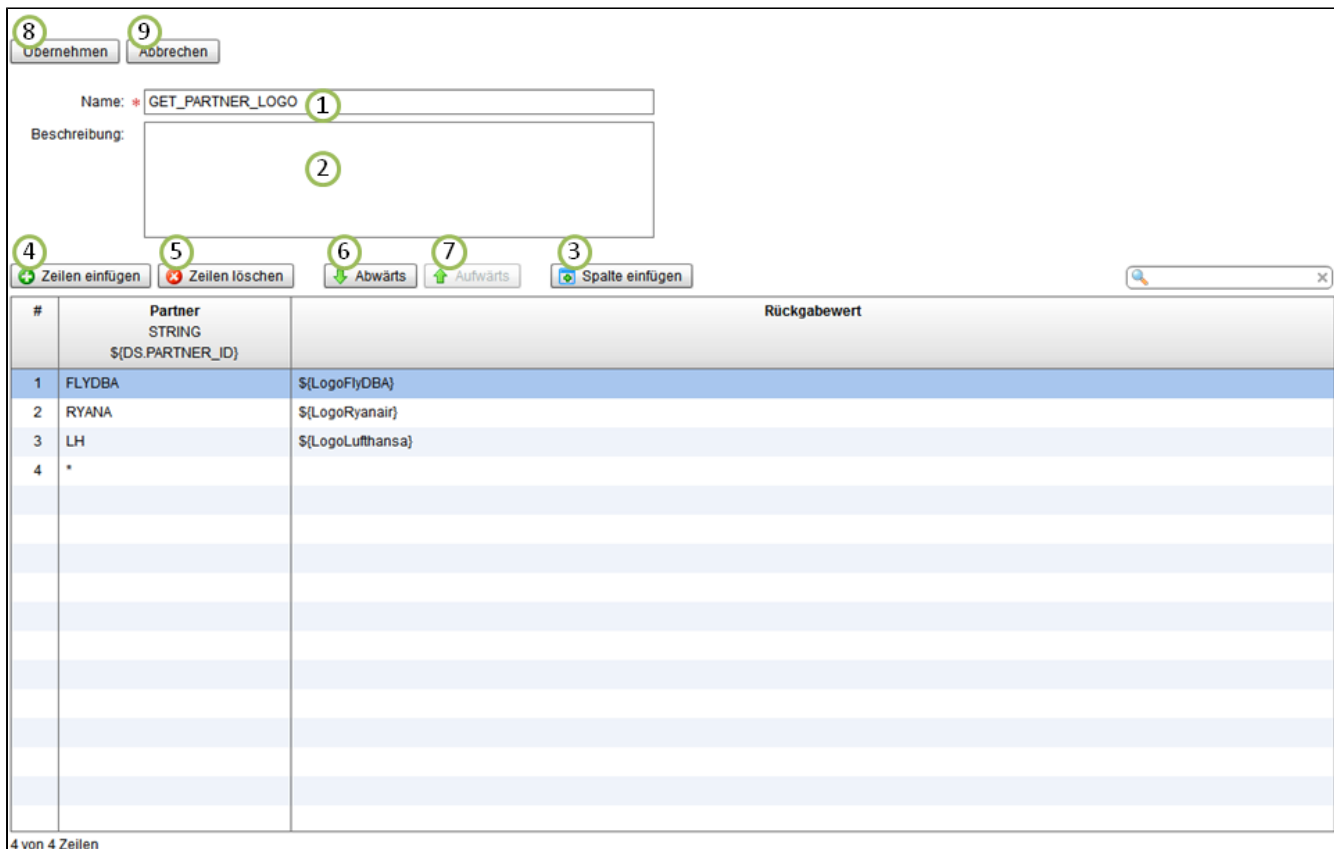 8 9
Übernehmen Abbrechen
Name: * GET_PARTNER_LOGO 1
Beschreibung:
2
4 5 6 7 3
Zeilen einfügen Zeilen löschen Abwärts Aufwärts Spalte einfügen
# Partner Rückgabewert
STRING
${DS.PARTNER_ID}
1 FLYDBA ${LogoFlyDBA}
2 RYANA ${LogoRyanair}
3 LH ${LogoLufthansa}
4 *
4 von 4 Zeilen